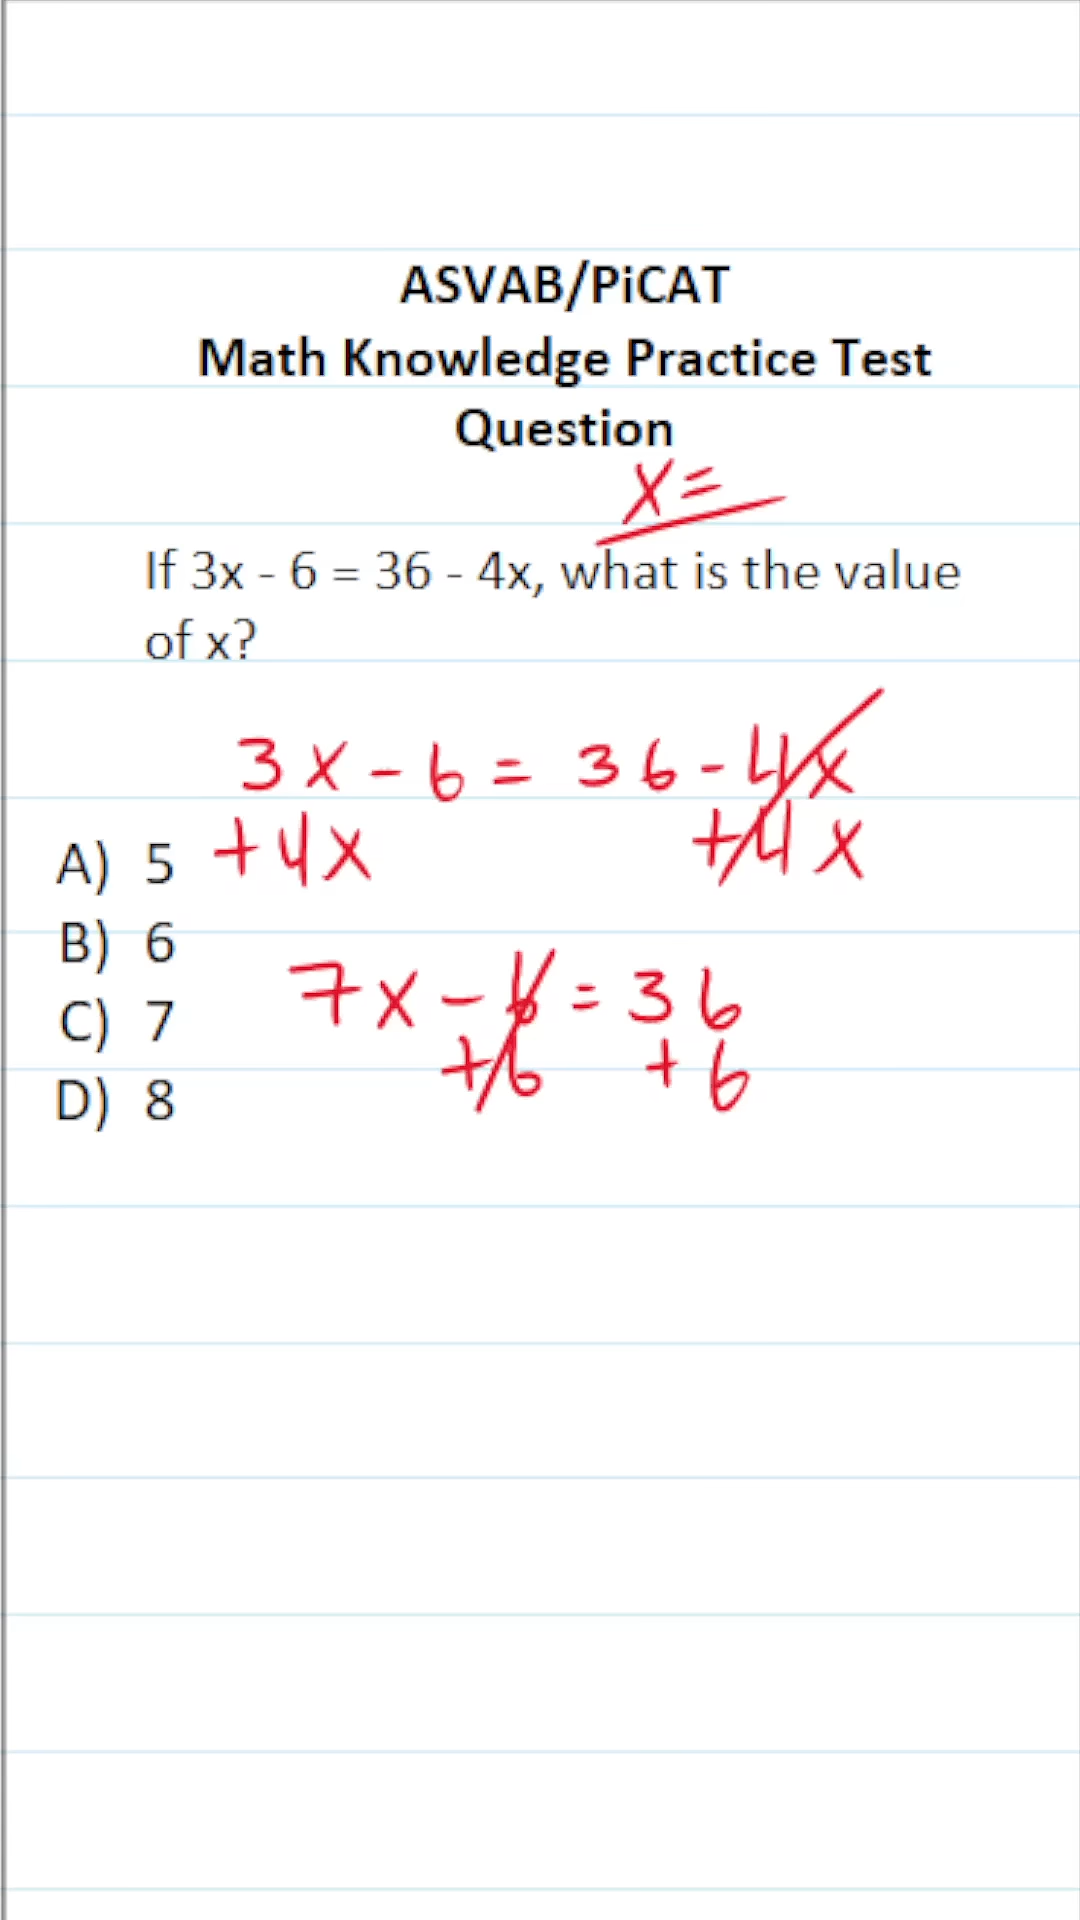 ASVAB/PiCAT
Math Knowledge Practice Test
Question
x=
If 3x - 6 = 36 - 4x, what is the value
of x?
3x - 6 = 36 - 4x
+4x +4x
A) 5
B) 6
7x - 6 = 36
C) 7
+6 +6
D) 8